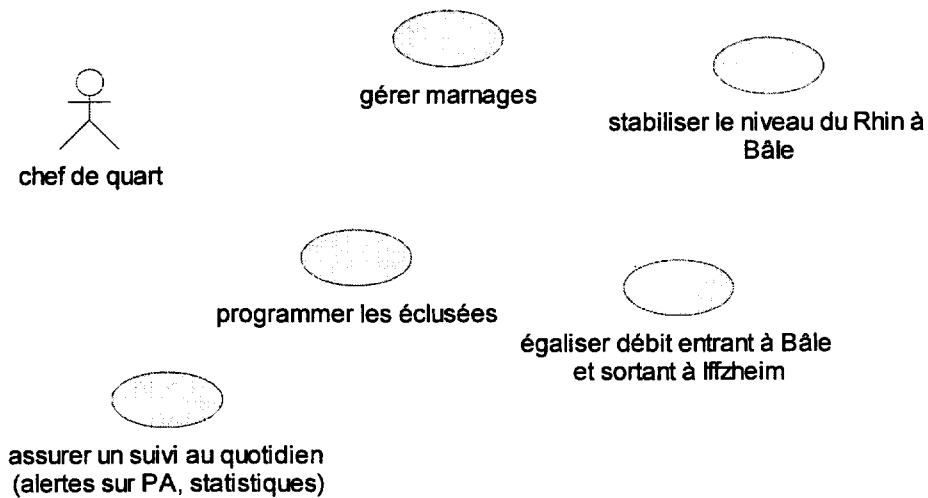 gérer marnages
stabiliser le niveau du Rhin à
Bâle
chef de quart
programmer les éclusées
égaliser débit entrant à Bâle
et sortant à Iffzheim
assurer un suivi au quotidien
(alertes sur PA, statistiques)